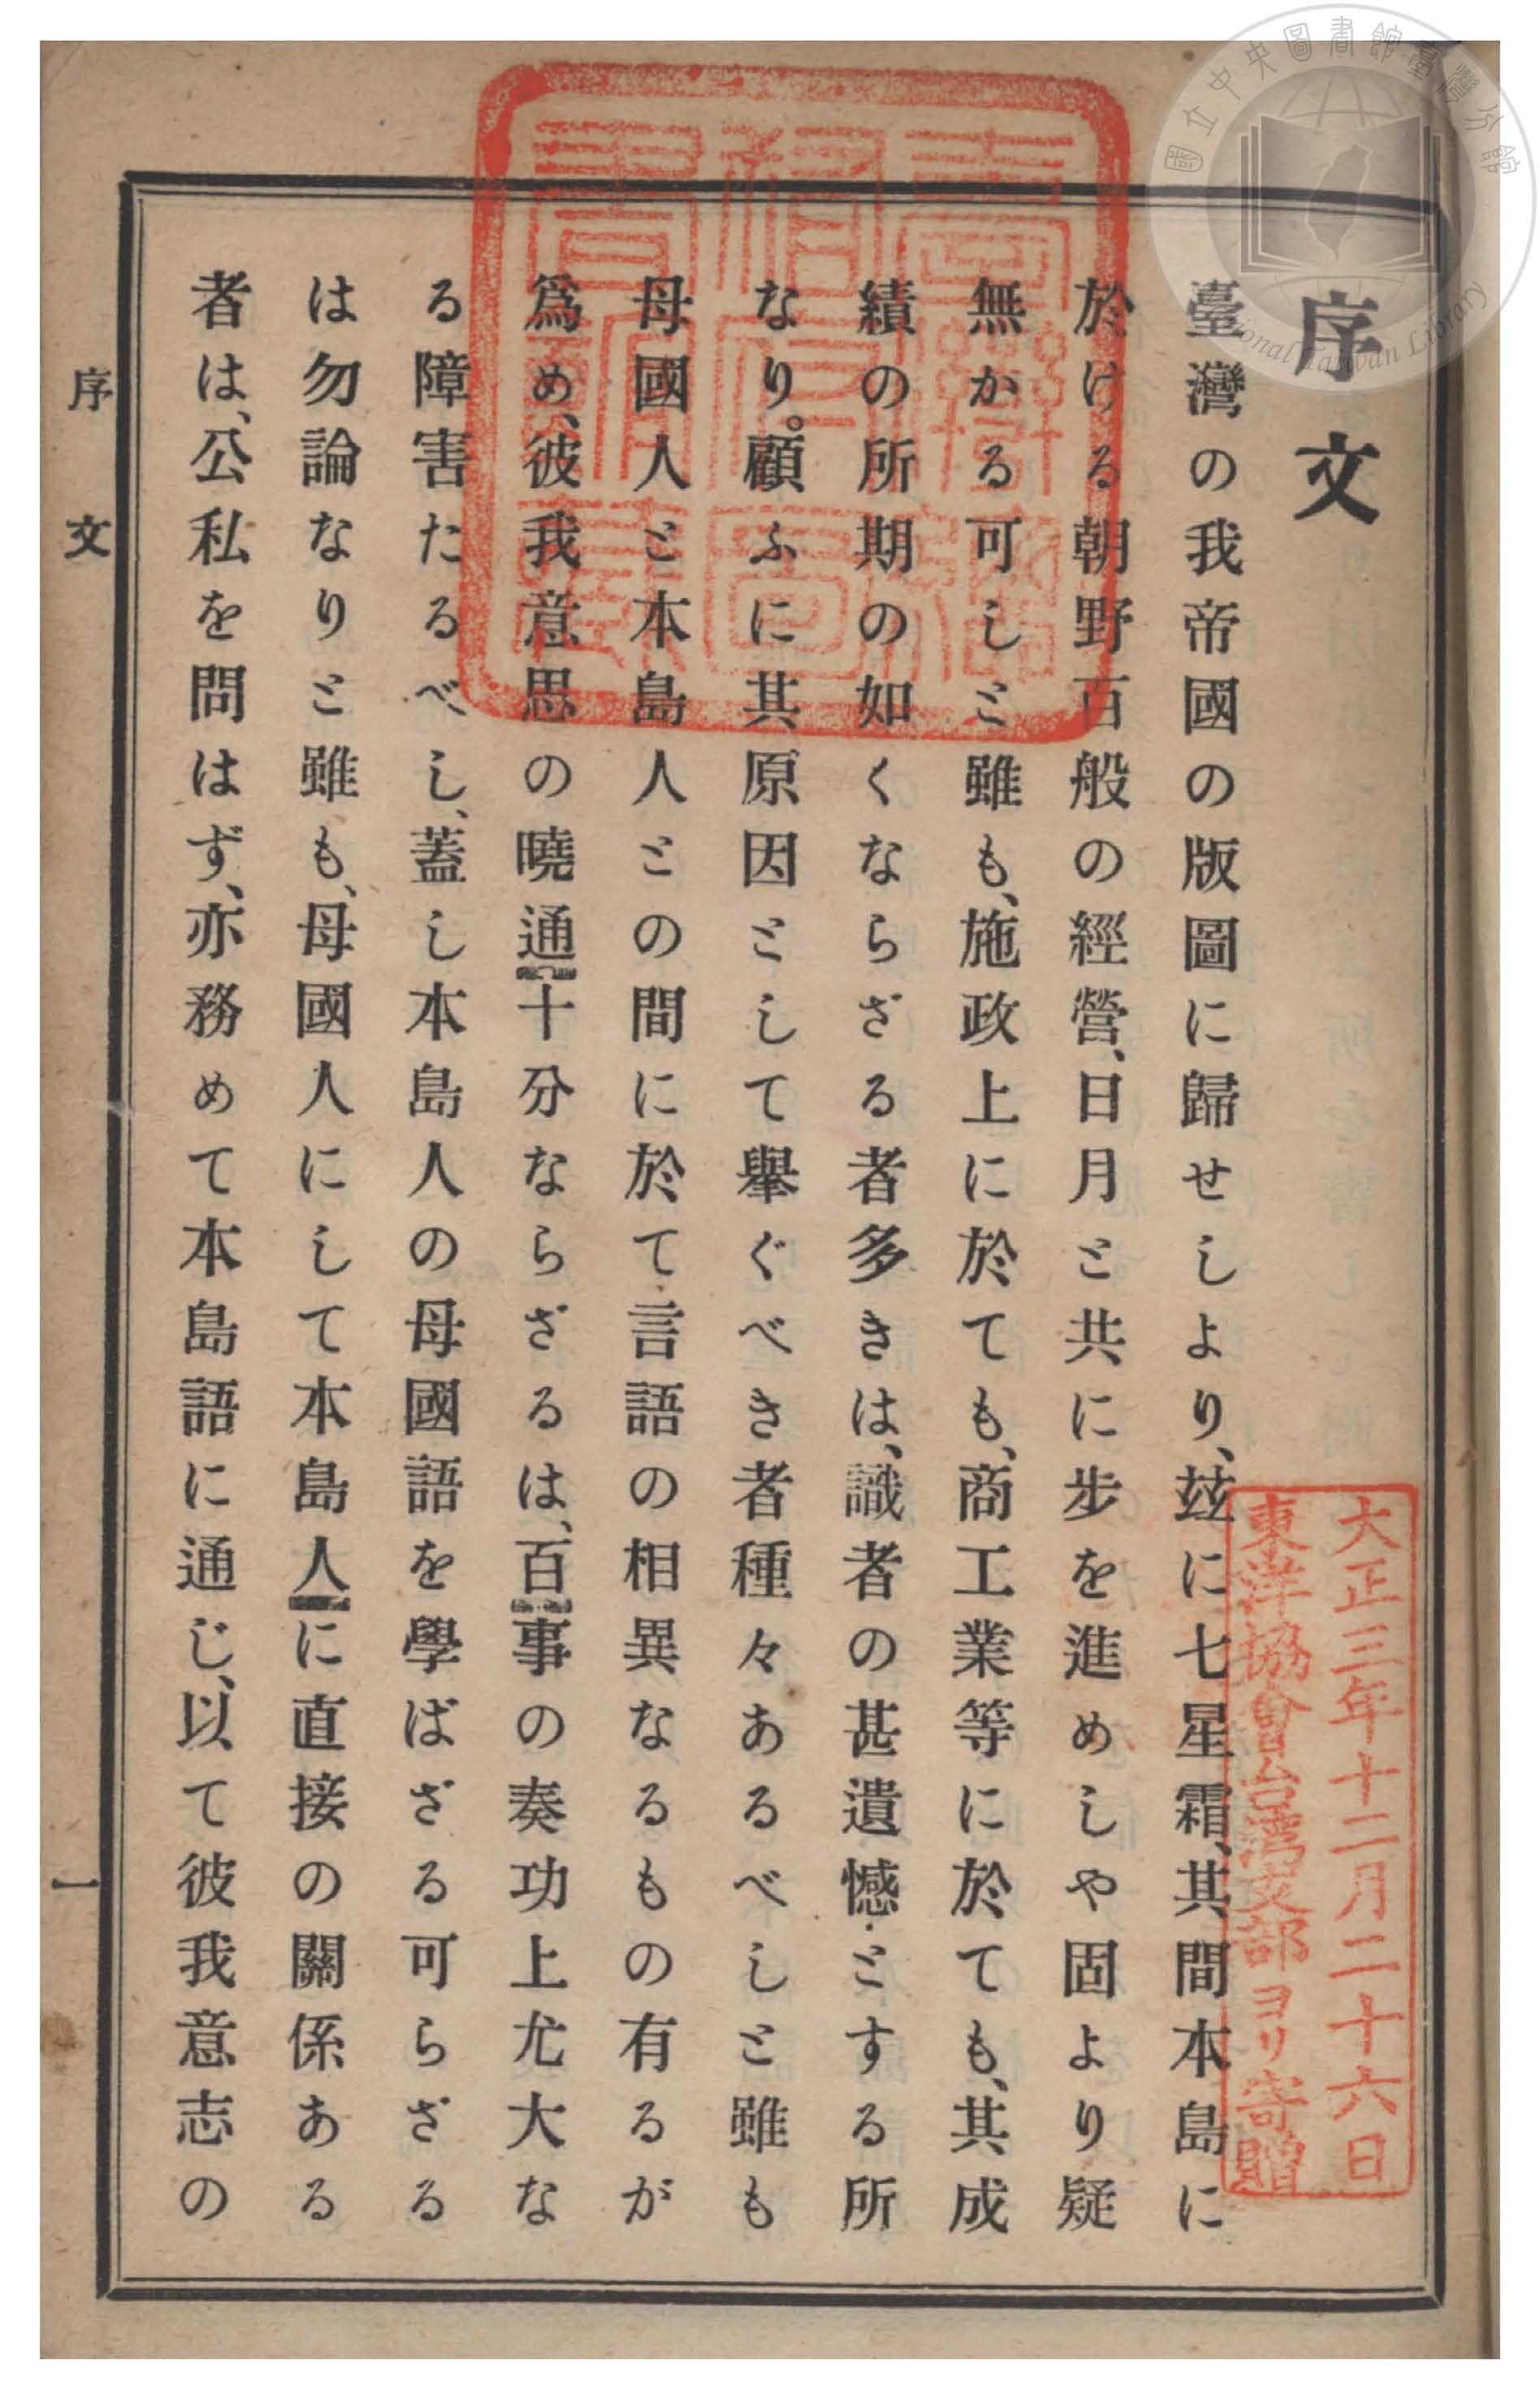 序文
臺灣の我帝國の版圖に歸せしより、玆に七星霜、其間本島に
於ける朝野百般の經營、日月と共に步を進めしや固より疑
無かる可しと雖も、施政上に於ても、商工業等に於ても、其成
績の所期の如くならざる者多きは、識者の甚遺憾とする所
なり。顧ふに其原因として擧ぐべき者種々あるべしと雖も
母國人と本島人との間に於て言語の相異なるもの有るが
爲め、彼我意思の曉通十分ならざるは、百事の奏功上尤大な
る障害たるべし、蓋し本島人の母國語を學ばざる可らざる
は勿論なりと雖も、母國人にして本島人に直接の關係ある
者は、公私を問はず、亦務めて本島語に通じ、以て彼我意志の
序文
一
大正三年十二月二十六日
東洋協會台灣支部ヨリ寄贈
國立中央圖書館臺灣分館
National Taiwan Library